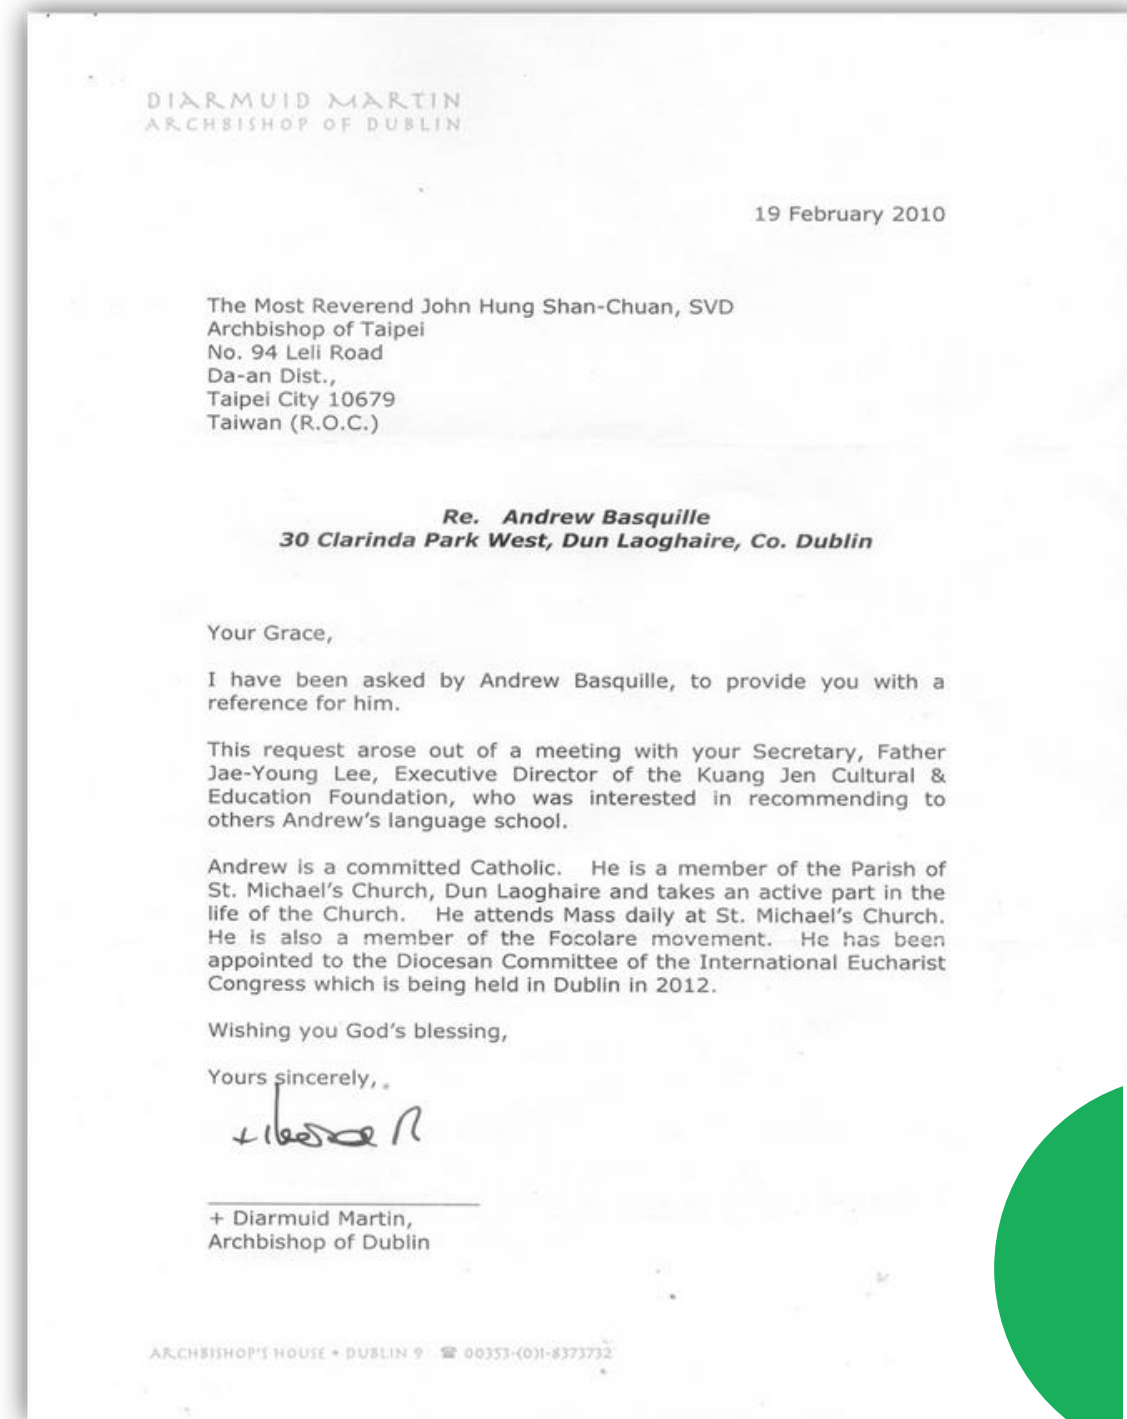 DIARMUID MARTIN
ARCHBISHOP OF DUBLIN
19 February 2010
The Most Reverend John Hung Shan-Chuan, SVD
Archbishop of Taipei
No. 94 Leli Road
Da-an Dist.,
Taipei City 10679
Taiwan (R.O.C.)
Re. Andrew Basquille
30 Clarinda Park West, Dun Laoghaire, Co. Dublin
Your Grace,
I have been asked by Andrew Basquille, to provide you with a
reference for him.
This request arose out of a meeting with your Secretary, Father
Jae-Young Lee, Executive Director of the Kuang Jen Cultural &
Education Foundation, who was interested in recommending to
others Andrew's language school.
Andrew is a committed Catholic. He is a member of the Parish of
St. Michael's Church, Dun Laoghaire and takes an active part in the
life of the Church. He attends Mass daily at St. Michael's Church.
He is also a member of the Focolare movement. He has been
appointed to the Diocesan Committee of the International Eucharist
Congress which is being held in Dublin in 2012.
Wishing you God's blessing,
Yours sincerely,
+ Diarmuid Martin,
Archbishop of Dublin
ARCHBISHOP'S HOUSE • DUBLIN 9 ☎ 00353-(0)1-8373732